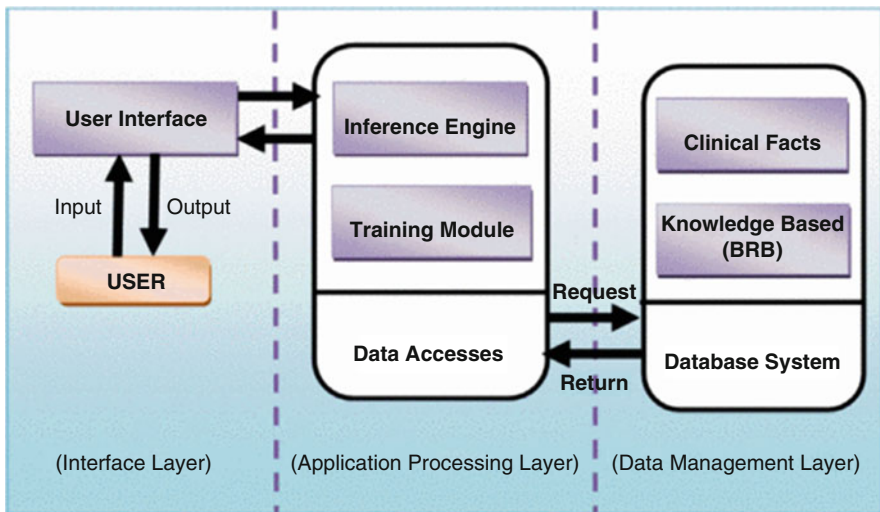 User Interface
Input
Output
USER
(Interface Layer)
Inference Engine
Training Module
Data Accesses
(Application Processing Layer)
Request
Return
Clinical Facts
Knowledge Based
(BRB)
Database System
(Data Management Layer)